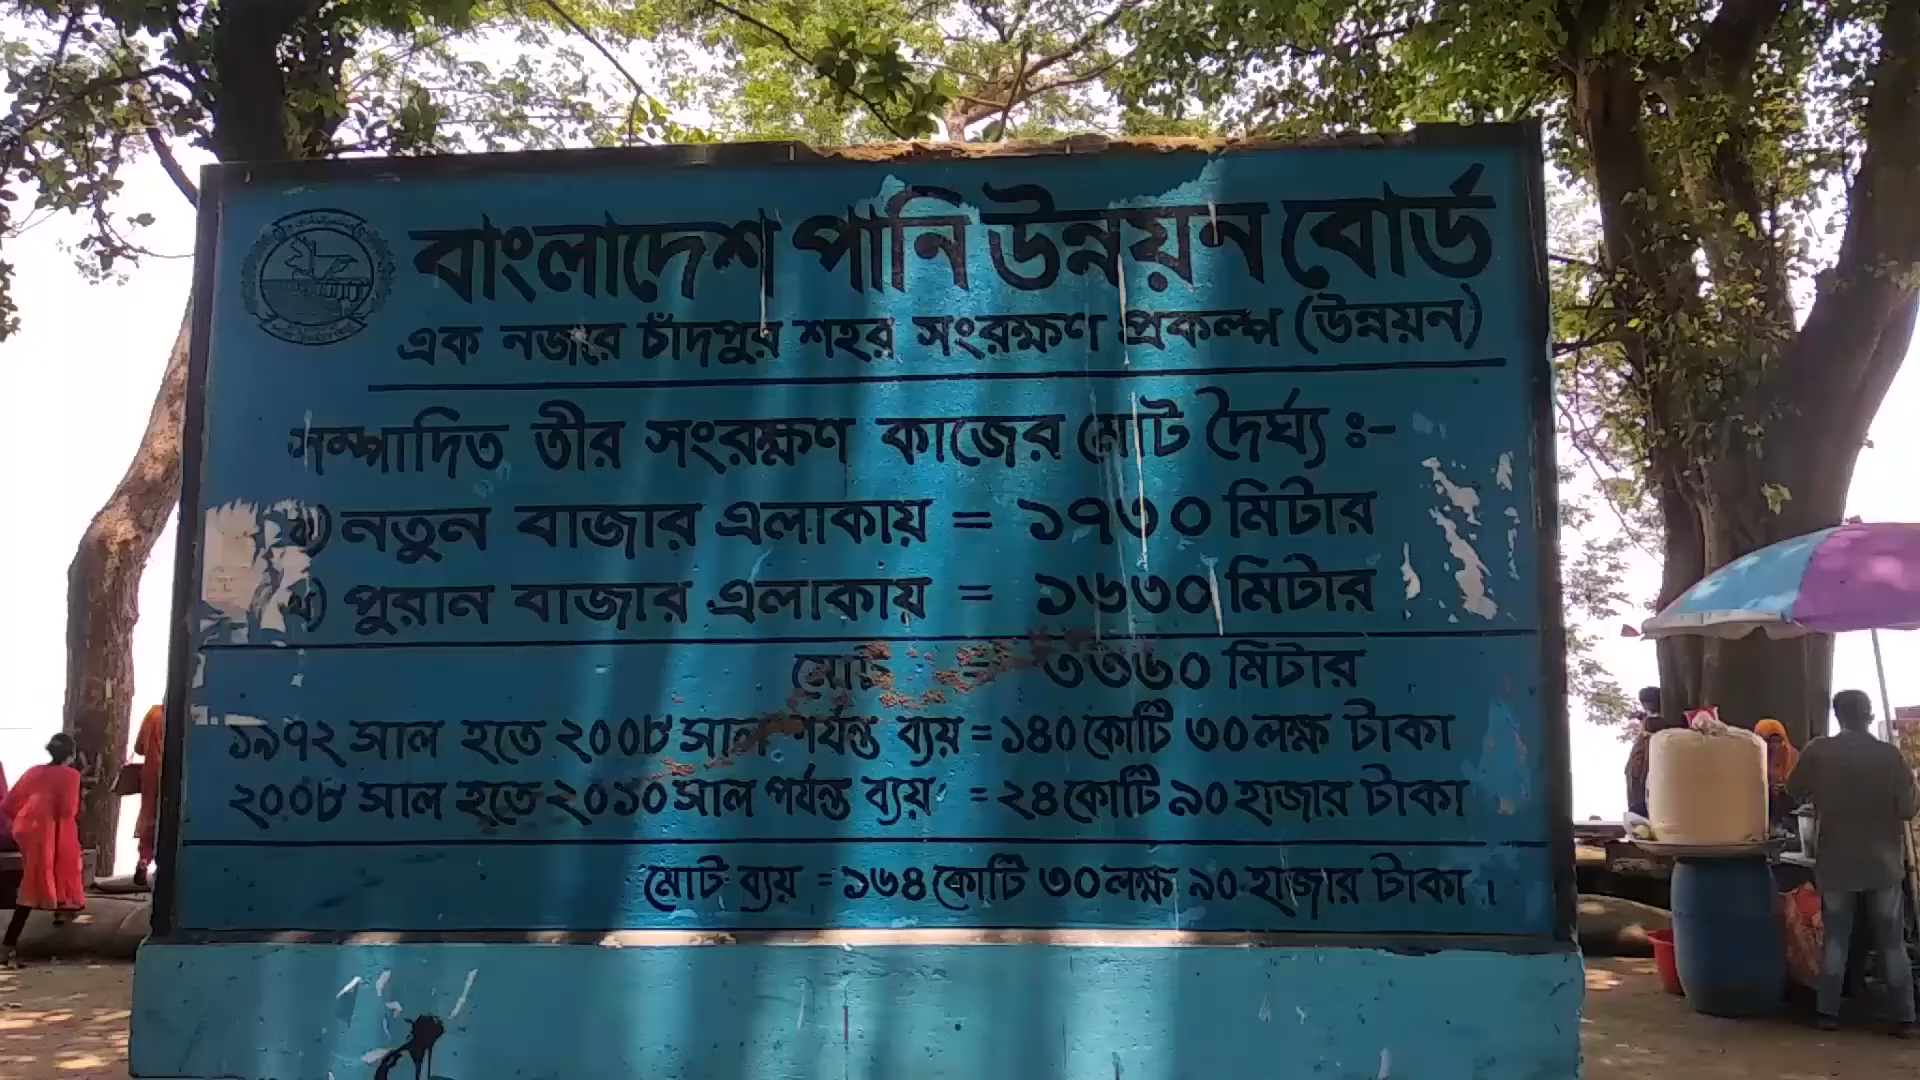 বাংলাদেশ পানি উন্নয়ন বোর্ড
এক নজরে চাঁদপুর শহর সংরক্ষণ প্রকল্প (উন্নয়ন)
সম্পাদিত তীর সংরক্ষণ কাজের মোট দৈর্ঘ্য ঃ-
ক) নতুন বাজার এলাকায় = ১৭৩০ মিটার
খ) পুরান বাজার এলাকায় = ১৬৩০ মিটার
মোট = ৩৩৬০ মিটার
১৯৭২ সাল হতে ২০০৮ সাল পর্যন্ত ব্যয় = ১৪০ কোটি ৩০ লক্ষ টাকা
২০০৮ সাল হতে ২০১০ সাল পর্যন্ত ব্যয় = ২৪ কোটি ৯০ হাজার টাকা
মোট ব্যয় = ১৬৪ কোটি ৩০ লক্ষ ৯০ হাজার টাকা।